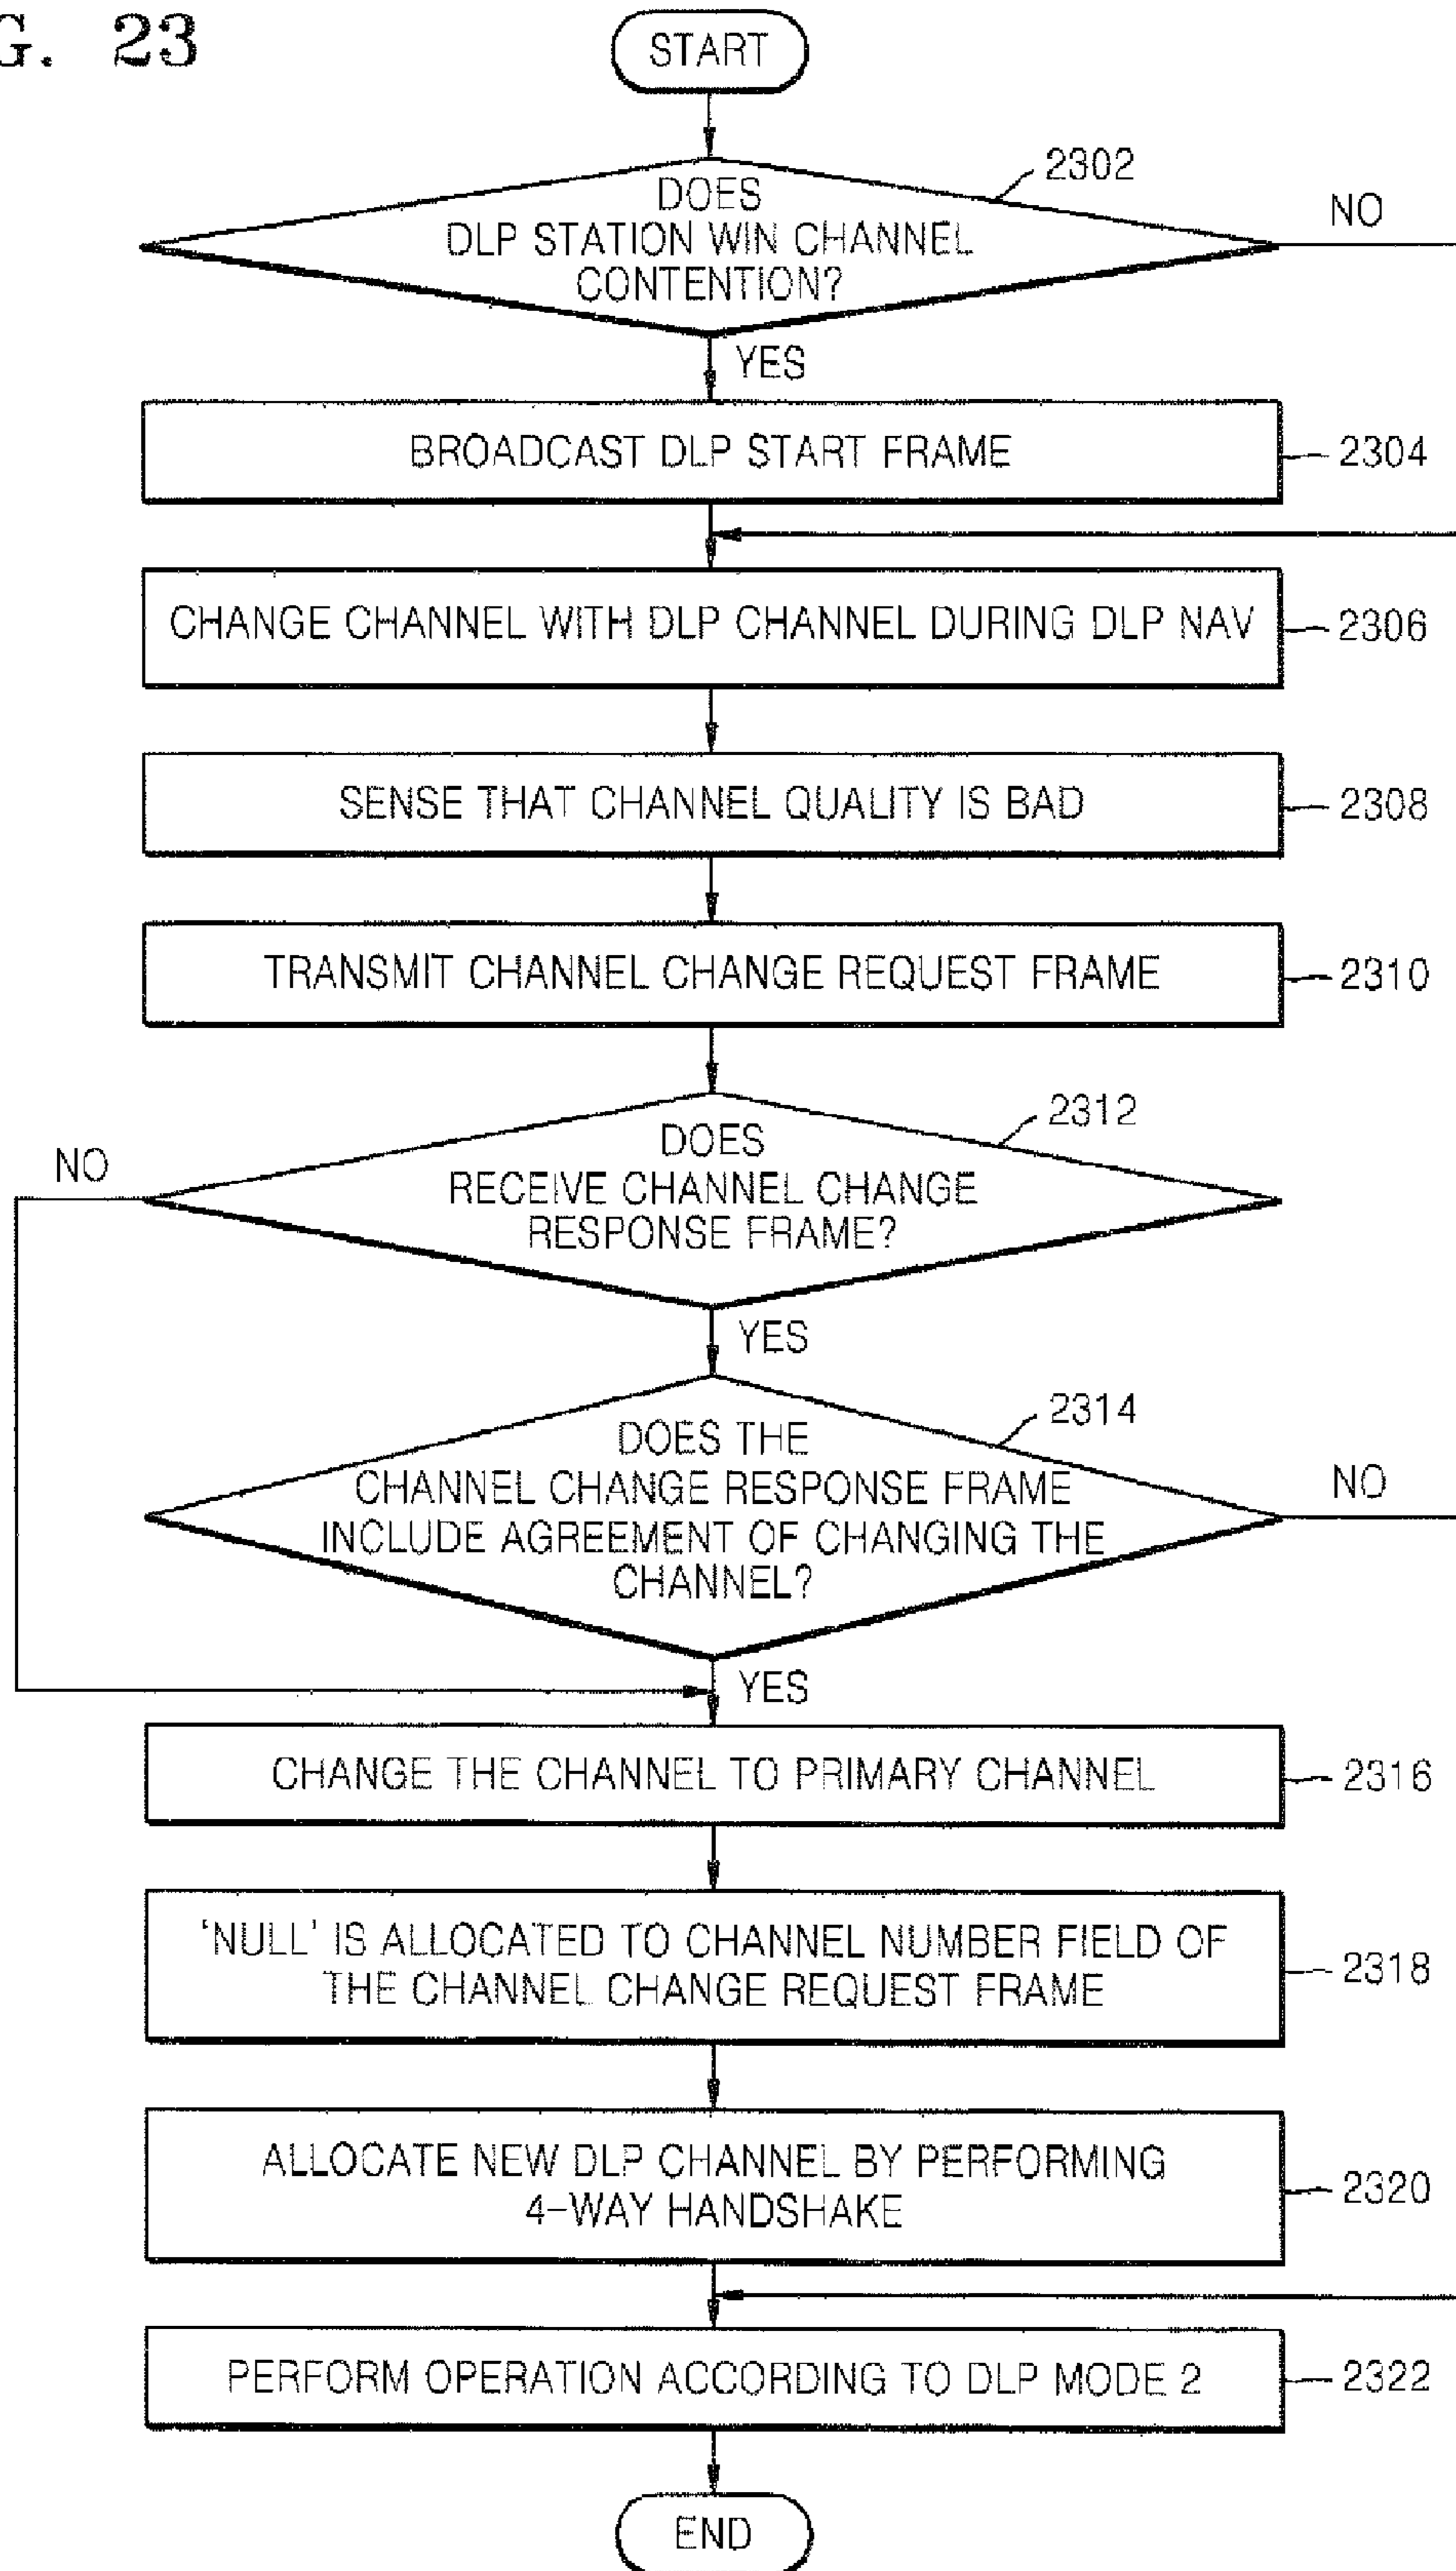 G. 23
START
2302
NO
DOES
DLP STATION WIN CHANNEL
CONTENTION?
YES
BROADCAST DLP START FRAME
2304
CHANGE CHANNEL WITH DLP CHANNEL DURING DLP NAV
2306
SENSE THAT CHANNEL QUALITY IS BAD
2308
TRANSMIT CHANNEL CHANGE REQUEST FRAME
2310
2312
NO
DOES
RECEIVE CHANNEL CHANGE
RESPONSE FRAME?
YES
2314
NO
DOES THE
CHANNEL CHANGE RESPONSE FRAME
INCLUDE AGREEMENT OF CHANGING THE
CHANNEL?
YES
CHANGE THE CHANNEL TO PRIMARY CHANNEL
2316
'NULL' IS ALLOCATED TO CHANNEL NUMBER FIELD OF
THE CHANNEL CHANGE REQUEST FRAME
2318
ALLOCATE NEW DLP CHANNEL BY PERFORMING
4-WAY HANDSHAKE
2320
PERFORM OPERATION ACCORDING TO DLP MODE 2
2322
END